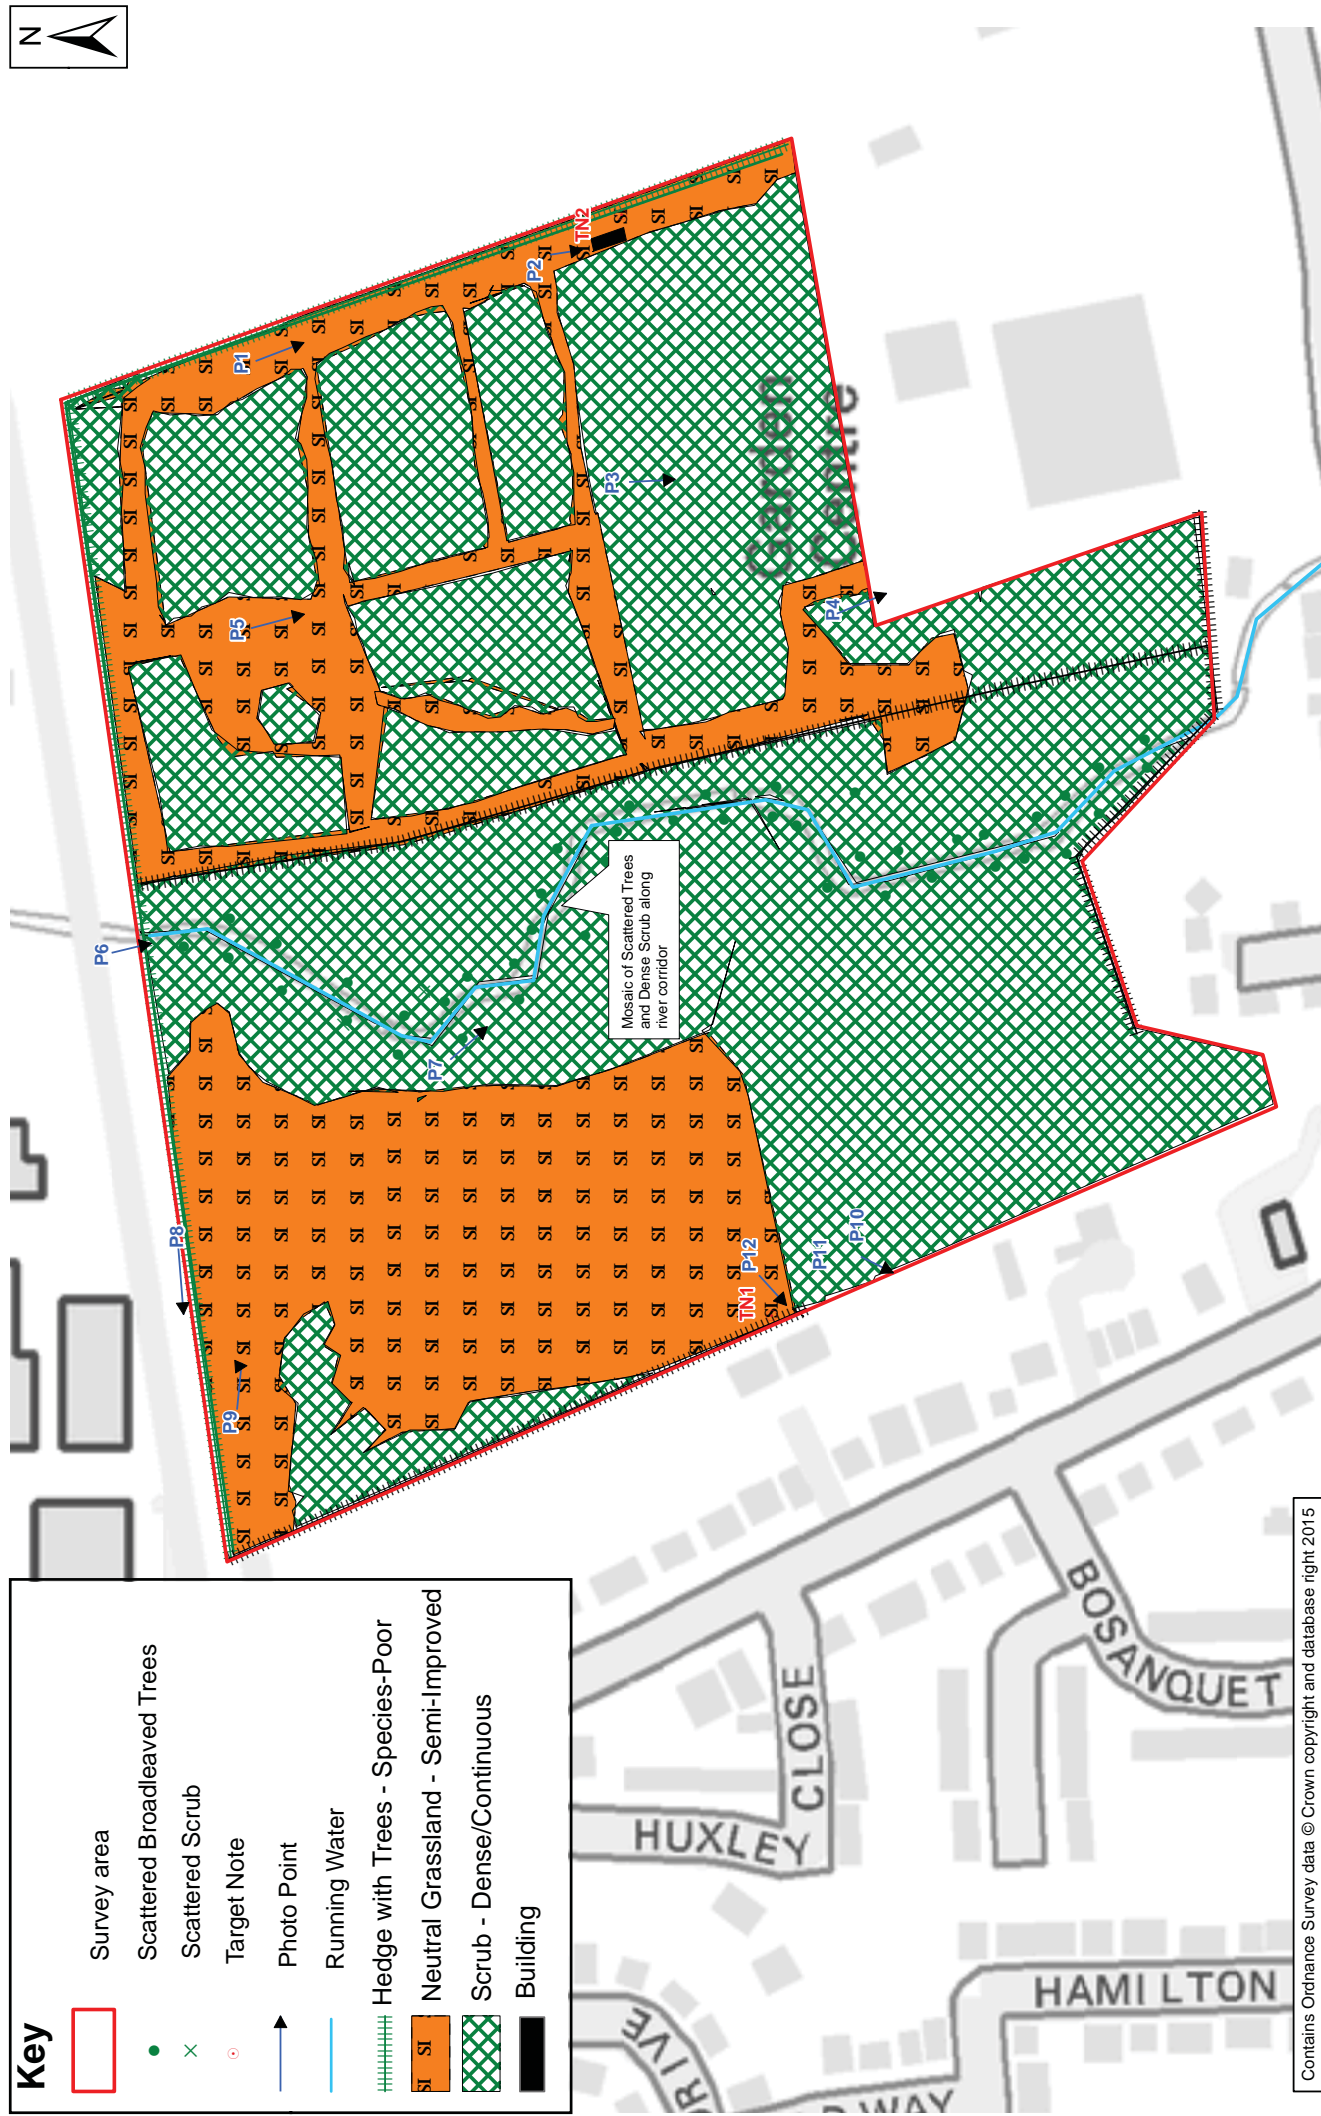 N
Key
Survey area
Scattered Broadleaved Trees
Scattered Scrub
Target Note
Photo Point
Running Water
Hedge with Trees - Species-Poor
Neutral Grassland - Semi-Improved
Scrub - Dense/Continuous
Building
P1
P2
TN2
P3
P4
P5
P6
P7
P8
P9
P10
P11
P12
TN1
SI
Mosaic of Scattered Trees
and Dense Scrub along
river corridor
Garden
Centre
HUXLEY
CLOSE
BOSANQUET
HAMILTON
DRIVE
WAY
Contains Ordnance Survey data © Crown copyright and database right 2015